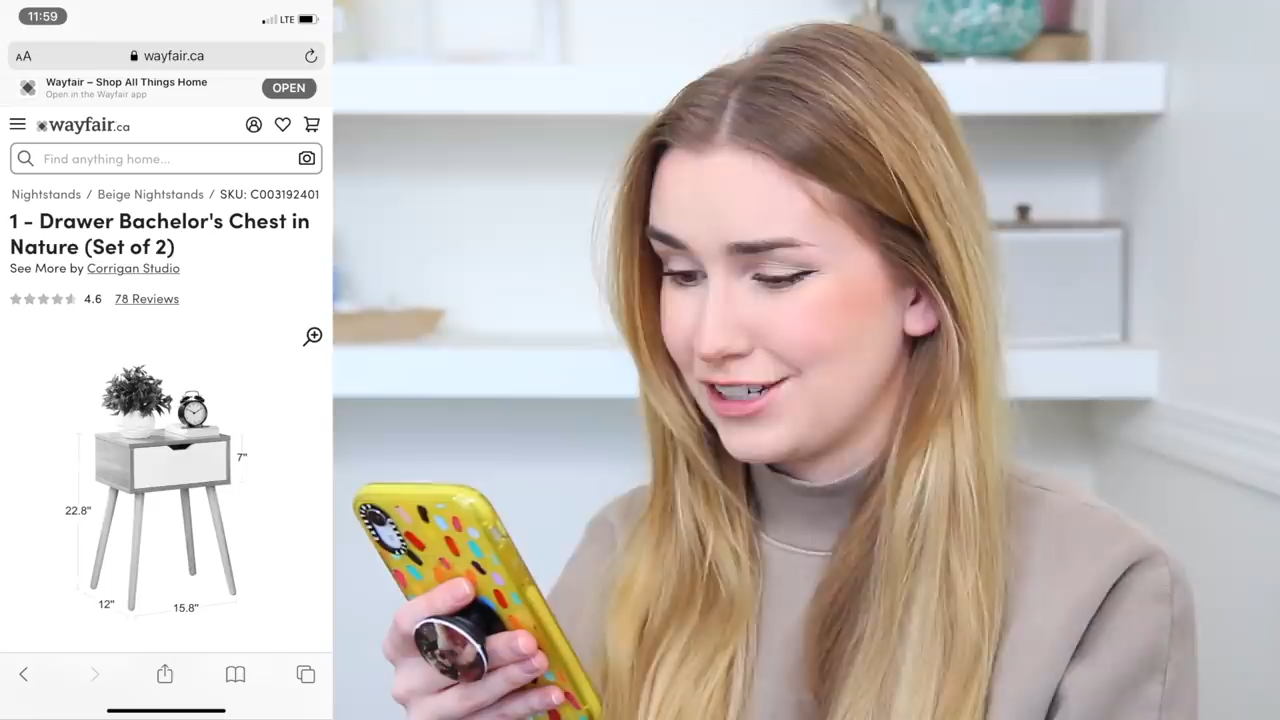 11:59
LTE
AA wayfair.ca
Wayfair – Shop All Things Home
Open in the Wayfair app
OPEN
wayfair.ca
Find anything home...
Nightstands / Beige Nightstands / SKU: C003192401
1 - Drawer Bachelor's Chest in
Nature (Set of 2)
See More by Corrigan Studio
4.6 78 Reviews
7"
22.8"
12"
15.8"